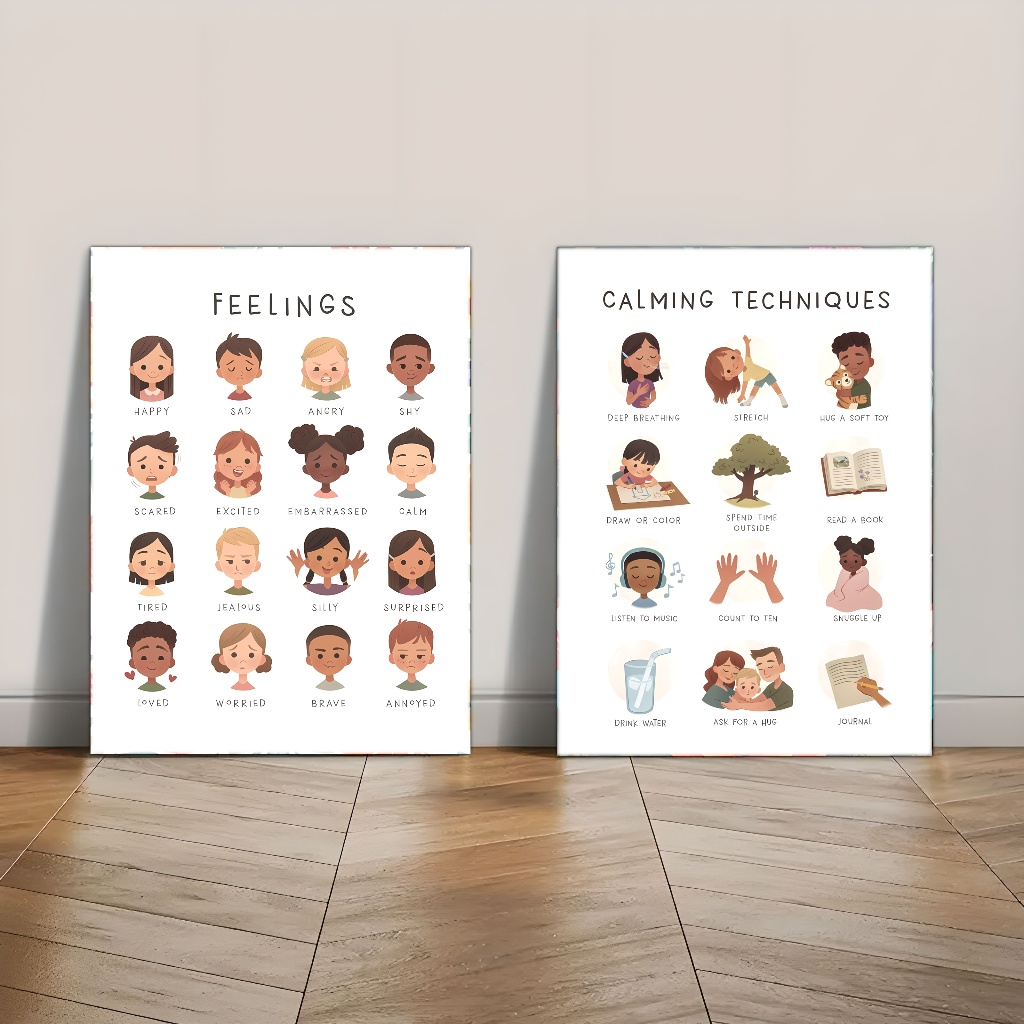 FEELINGS
HAPPY
SAD
ANGRY
SHY
SCARED
EXCITED
EMBARRASSED
CALM
TIRED
JEALOUS
SILLY
SURPRISED
LOVED
WORRIED
BRAVE
ANNOYED
CALMING TECHNIQUES
DEEP BREATHING
STRETCH
HUG A SOFT TOY
DRAW OR COLOR
SPEND TIME
OUTSIDE
READ A BOOK
LISTEN TO MUSIC
COUNT TO TEN
SNUGGLE UP
DRINK WATER
ASK FOR A HUG
JOURNAL